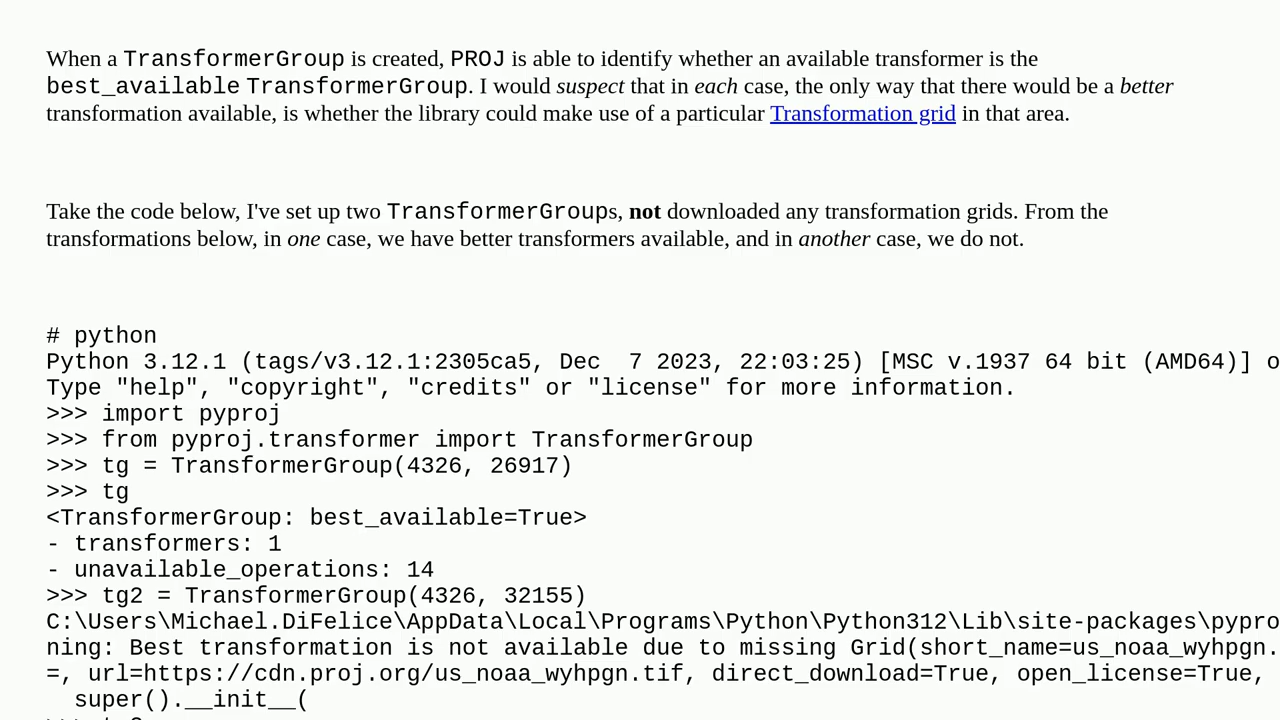 When a TransformerGroup is created, PROJ is able to identify whether an available transformer is the
best_available TransformerGroup. I would suspect that in each case, the only way that there would be a better
transformation available, is whether the library could make use of a particular Transformation grid in that area.
Take the code below, I've set up two TransformerGroups, not downloaded any transformation grids. From the
transformations below, in one case, we have better transformers available, and in another case, we do not.
# python
Python 3.12.1 (tags/v3.12.1:2305ca5, Dec  7 2023, 22:03:25) [MSC v.1937 64 bit (AMD64)] o
Type "help", "copyright", "credits" or "license" for more information.
>>> import pyproj
>>> from pyproj.transformer import TransformerGroup
>>> tg = TransformerGroup(4326, 26917)
>>> tg
<TransformerGroup: best_available=True>
- transformers: 1
- unavailable_operations: 14
>>> tg2 = TransformerGroup(4326, 32155)
C:\Users\Michael.DiFelice\AppData\Local\Programs\Python\Python312\Lib\site-packages\pypro
ning: Best transformation is not available due to missing Grid(short_name=us_noaa_wyhpgn.
=, url=https://cdn.proj.org/us_noaa_wyhpgn.tif, direct_download=True, open_license=True,
  super().__init__(